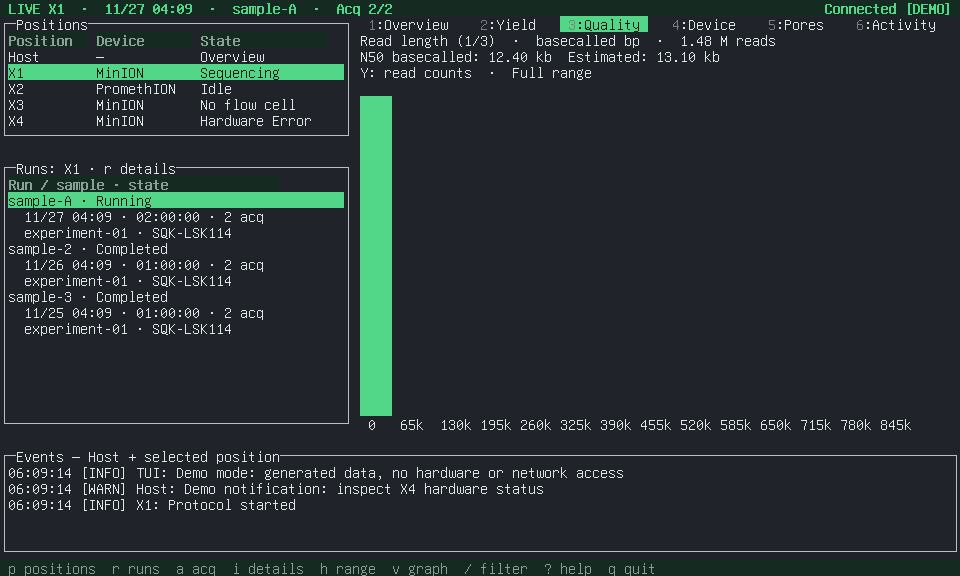 LIVE X1 · 11/27 04:09 · sample-A · Acq 2/2 Connected [DEMO]
Positions
Position Device State
Host — Overview
X1 MinION Sequencing
X2 PromethION Idle
X3 MinION No flow cell
X4 MinION Hardware Error
Runs: X1 · r details
Run / sample · state
sample-A · Running
11/27 04:09 · 02:00:00 · 2 acq
experiment-01 · SQK-LSK114
sample-2 · Completed
11/26 04:09 · 01:00:00 · 2 acq
experiment-01 · SQK-LSK114
sample-3 · Completed
11/25 04:09 · 01:00:00 · 2 acq
experiment-01 · SQK-LSK114
1:Overview 2:Yield 3:Quality 4:Device 5:Pores 6:Activity
Read length (1/3) · basecalled bp · 1.48 M reads
N50 basecalled: 12.40 kb Estimated: 13.10 kb
Y: read counts · Full range
0 65k 130k 195k 260k 325k 390k 455k 520k 585k 650k 715k 780k 845k
Events — Host + selected position
06:09:14 [INFO] TUI: Demo mode: generated data, no hardware or network access
06:09:14 [WARN] Host: Demo notification: inspect X4 hardware status
06:09:14 [INFO] X1: Protocol started
p positions r runs a acq i details h range v graph / filter ? help q quit